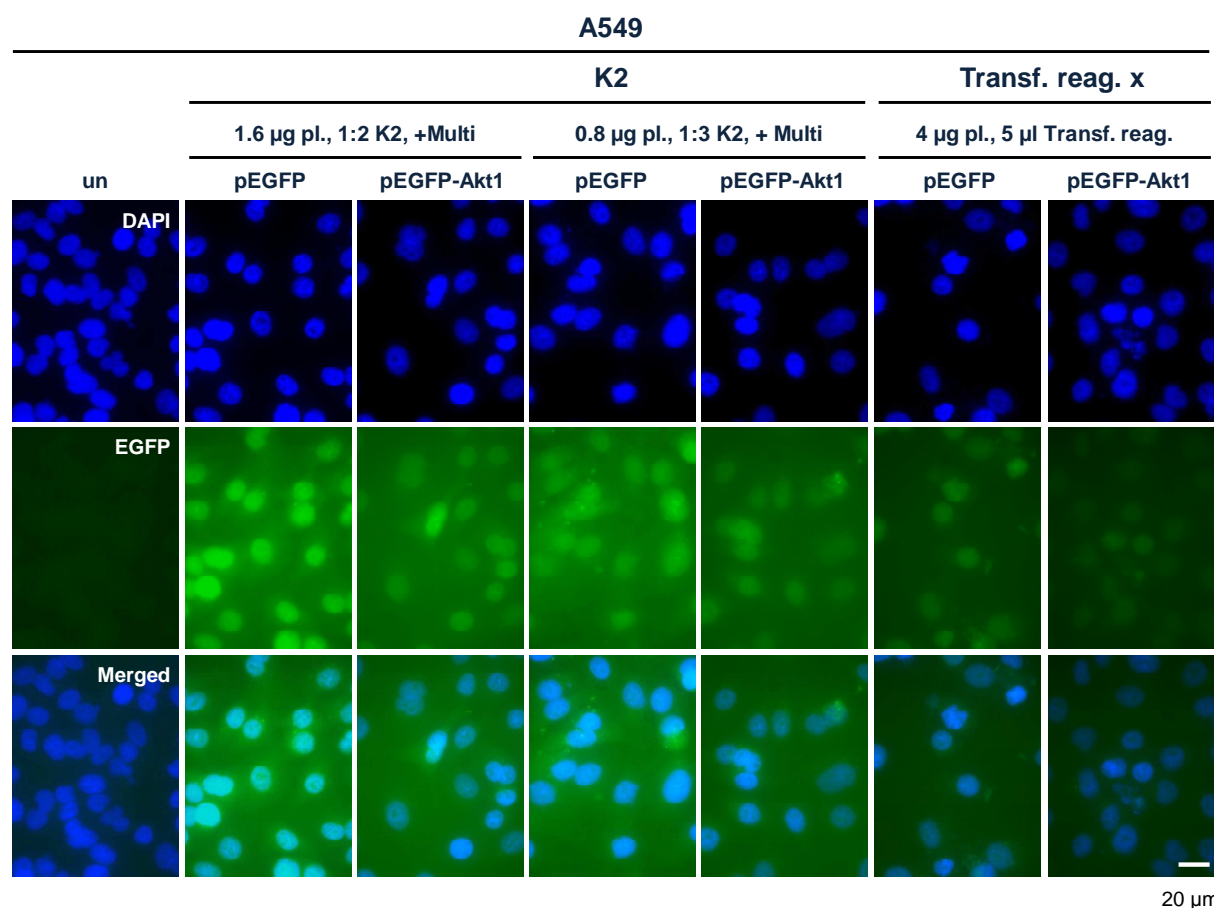 A549
K2 Transf. reag. x
1.6 µg pl., 1:2 K2, +Multi 0.8 µg pl., 1:3 K2, + Multi 4 µg pl., 5 µl Transf. reag.
un pEGFP pEGFP-Akt1 pEGFP pEGFP-Akt1 pEGFP pEGFP-Akt1
DAPI
EGFP
Merged
20 µm